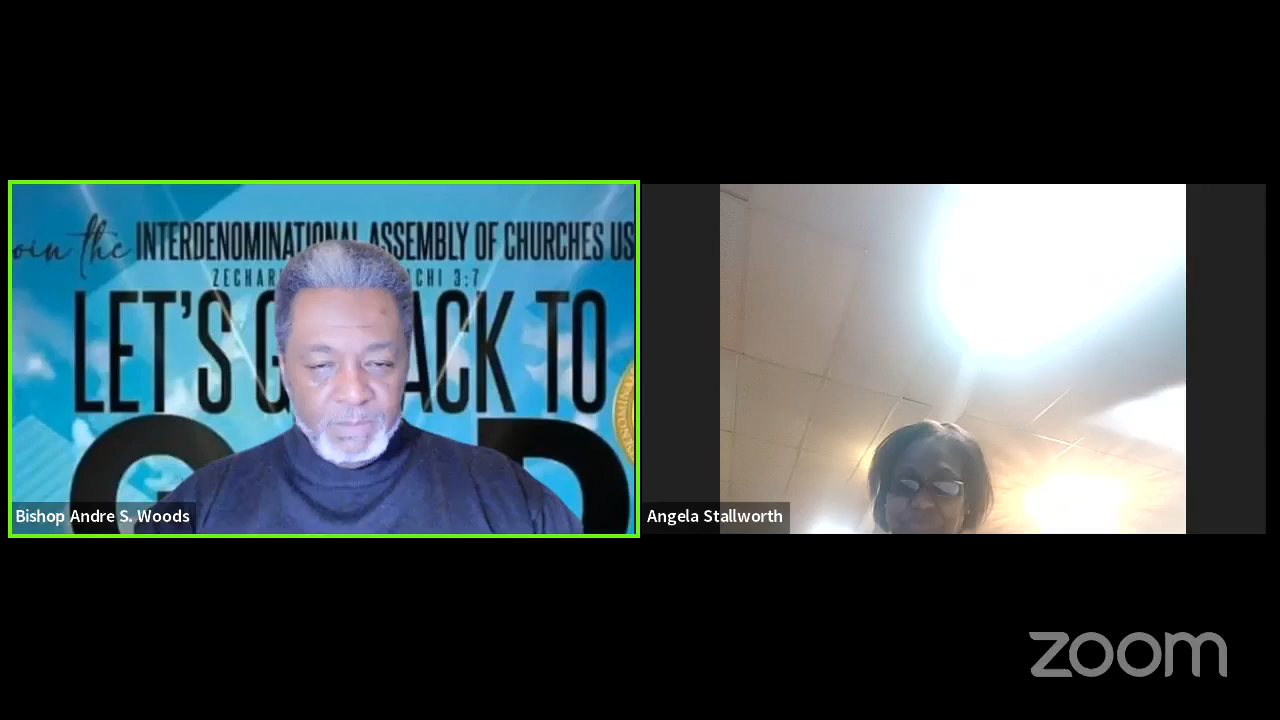 oin the INTERDENOMINATIONAL ASSEMBLY OF CHURCHES US
ZECHAR ACHI 3:7
LET'S G ACK TO
G D
Bishop Andre S. Woods
Angela Stallworth
zoom